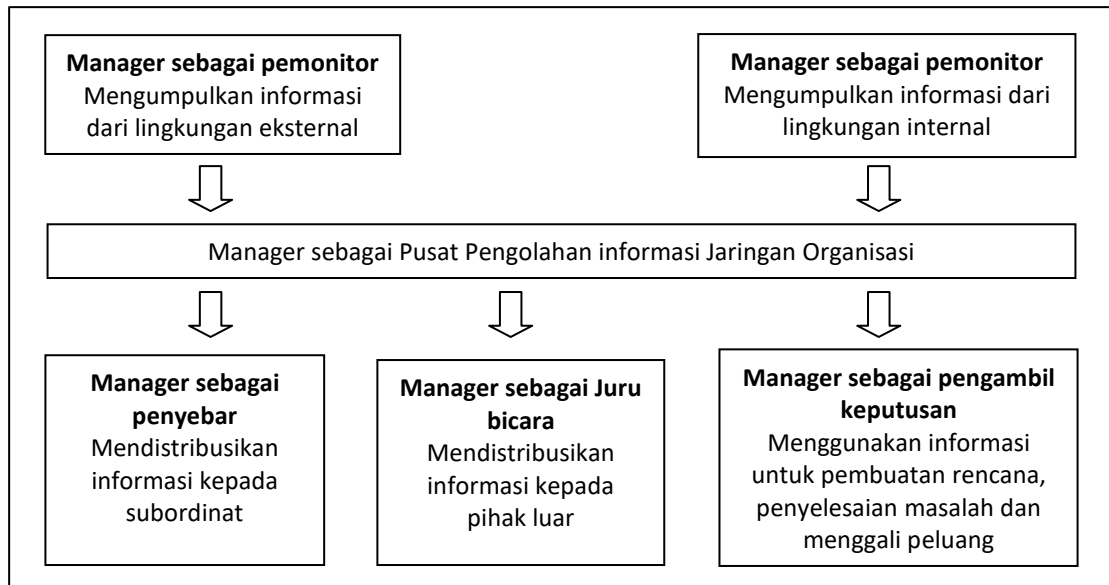 Manager sebagai pemonitor
Mengumpulkan informasi
dari lingkungan eksternal
Manager sebagai pemonitor
Mengumpulkan informasi dari
lingkungan internal
Manager sebagai Pusat Pengolahan informasi Jaringan Organisasi
Manager sebagai
penyebar
Mendistribusikan
informasi kepada
subordinat
Manager sebagai Juru
bicara
Mendistribusikan
informasi kepada
pihak luar
Manager sebagai pengambil
keputusan
Menggunakan informasi
untuk pembuatan rencana,
penyelesaian masalah dan
menggali peluang